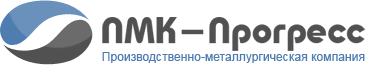 ПМК–Прогресс
Производственно-металлургическая компания